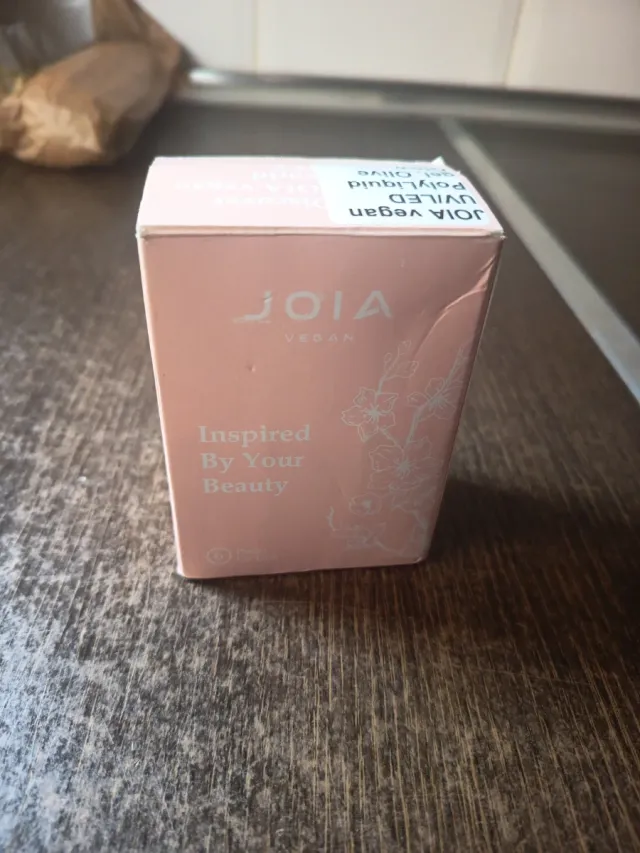 JOIA vegan
UV/LED
PolyLiquid
gel, Olive
JOIA
VEGAN
Inspired
By Your
Beauty